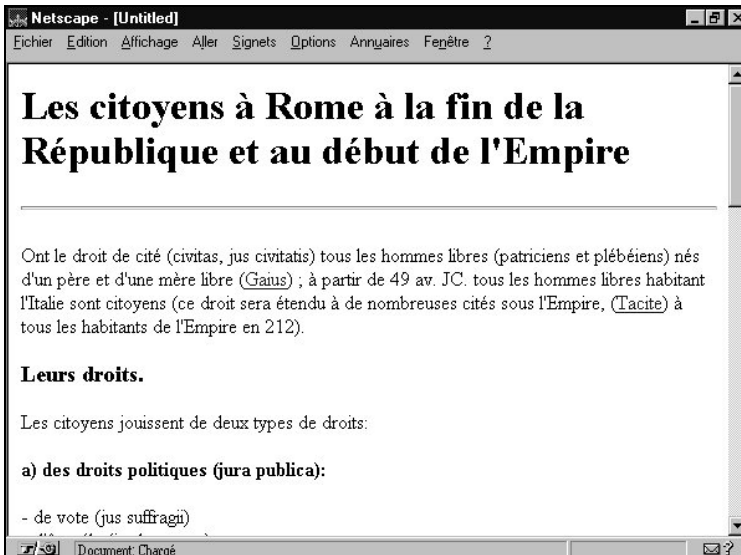 Netscape - [Untitled]
Fichier Edition Affichage Aller Signets Options Annuaires Fenêtre ?
Les citoyens à Rome à la fin de la
République et au début de l'Empire
Ont le droit de cité (civitas, jus civitatis) tous les hommes libres (patriciens et plébéiens) nés
d'un père et d'une mère libre (Gaius) ; à partir de 49 av. JC. tous les hommes libres habitant
l'Italie sont citoyens (ce droit sera étendu à de nombreuses cités sous l'Empire, (Tacite) à
tous les habitants de l'Empire en 212).
Leurs droits.
Les citoyens jouissent de deux types de droits:
a) des droits politiques (jura publica):
- de vote (jus suffragii)
Document: Chargé